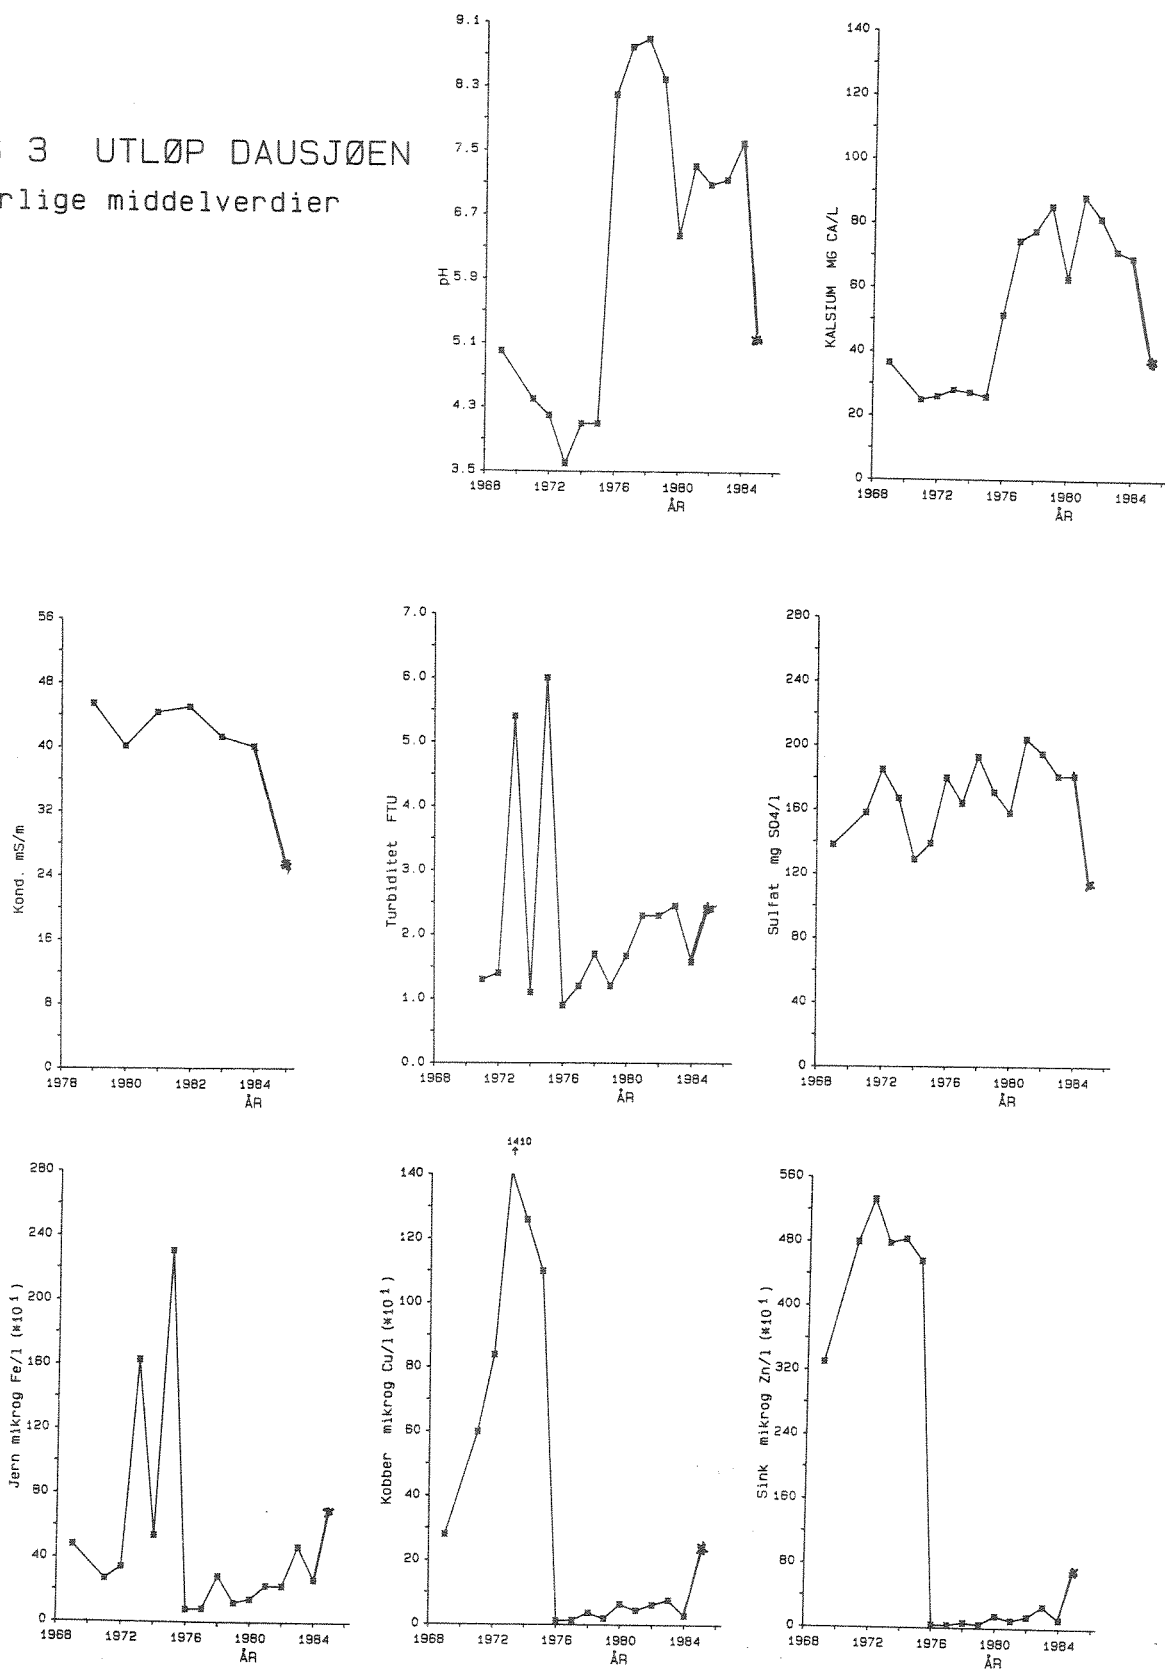 3 UTLØP DAUSJØEN
rlige middelverdier
9.1
8.3
7.5
6.7
5.9
5.1
4.3
3.5
pH
1968 1972 1976 1980 1984
ÅR
140
120
100
80
60
40
20
0
KALSIUM MG CA/L
1968 1972 1976 1980 1984
ÅR
56
48
40
32
24
16
8
0
Kond. mS/m
1978 1980 1982 1984
ÅR
7.0
6.0
5.0
4.0
3.0
2.0
1.0
0.0
Turbiditet FTU
1968 1972 1976 1980 1984
ÅR
280
240
200
160
120
80
40
0
Sulfat mg SO4/l
1968 1972 1976 1980 1984
ÅR
280
240
200
160
120
80
40
0
Jern mikrog Fe/l (*10¹)
1968 1972 1976 1980 1984
ÅR
1410
↑
140
120
100
80
60
40
20
0
Kobber mikrog Cu/l (*10¹)
1968 1972 1976 1980 1984
ÅR
560
480
400
320
240
160
80
0
Sink mikrog Zn/l (*10¹)
1968 1972 1976 1980 1984
ÅR